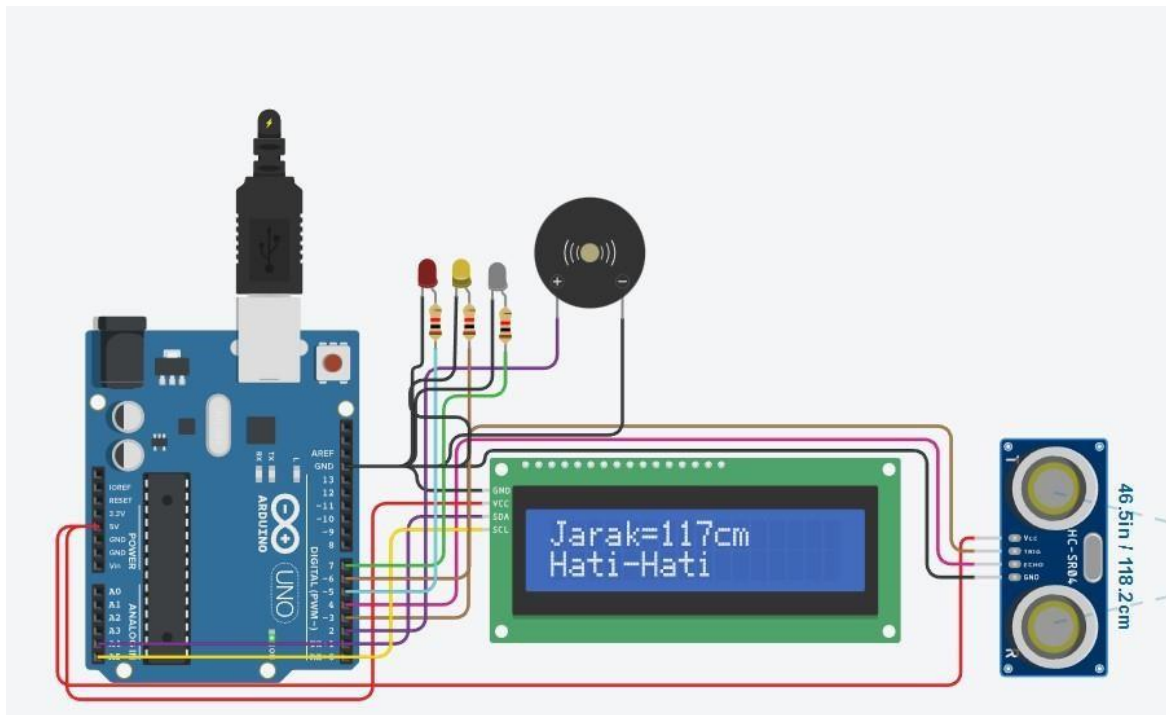 AREF
GND
13
12
~11
~10
~9
8
7
~6
~5
4
~3
2
IOREF
RESET
3.3V
5V
GND
GND
Vin
A0
A1
A2
A3
POWER
ANALOG IN
RX
TX
L
ARDUINO
UNO
DIGITAL (PWM~)
GND
VCC
SDA
SCL
Jarak=117cm
Hati-Hati
T
Vcc
TRIG
ECHO
GND
HC-SR04
R
46.5in / 118.2cm